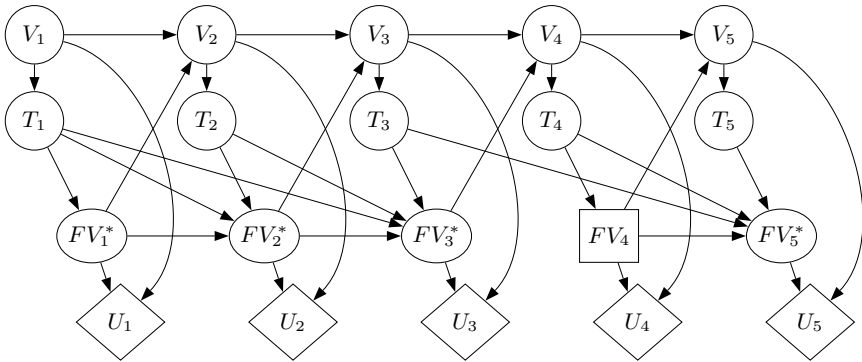 V₁ V₂ V₃ V₄ V₅
T₁ T₂ T₃ T₄ T₅
FV₁* FV₂* FV₃* FV₄ FV₅*
U₁ U₂ U₃ U₄ U₅